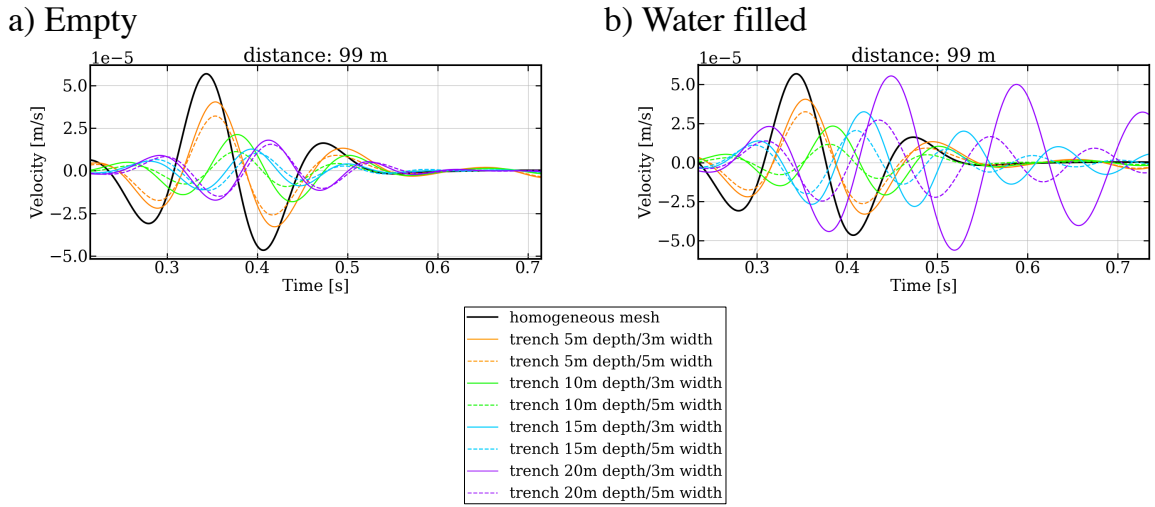 a) Empty
b) Water filled
1e−5
distance: 99 m
5.0
2.5
0.0
−2.5
−5.0
Velocity [m/s]
0.3
0.4
0.5
0.6
0.7
Time [s]
1e−5
distance: 99 m
5.0
2.5
0.0
−2.5
−5.0
Velocity [m/s]
0.3
0.4
0.5
0.6
0.7
Time [s]
homogeneous mesh
trench 5m depth/3m width
trench 5m depth/5m width
trench 10m depth/3m width
trench 10m depth/5m width
trench 15m depth/3m width
trench 15m depth/5m width
trench 20m depth/3m width
trench 20m depth/5m width